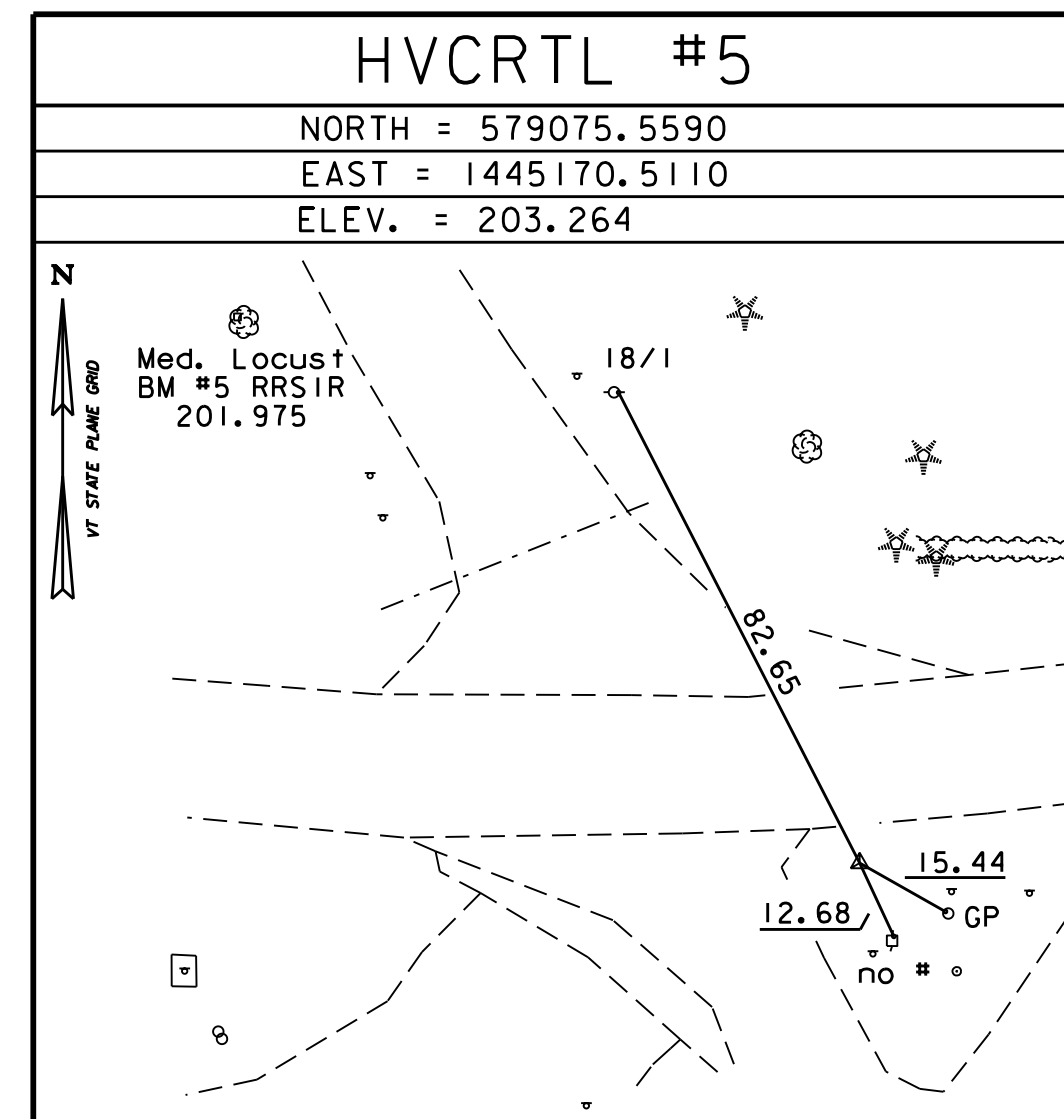 HVCRTL #5
NORTH = 579075.5590
EAST = 1445170.5110
ELEV. = 203.264
N
VT STATE PLANE GRID
Med. Locust
BM #5 RRSIR
201.975
18/1
82.65
15.44
12.68
GP
no #